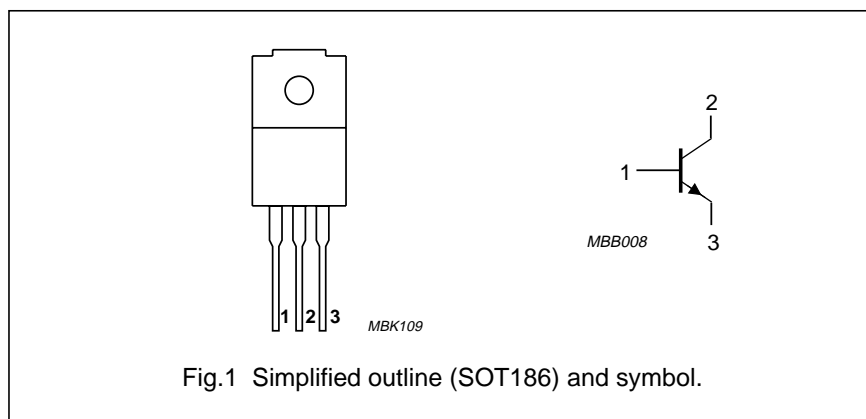 2
1
MBB008
3
1 2 3
MBK109
Fig.1 Simplified outline (SOT186) and symbol.